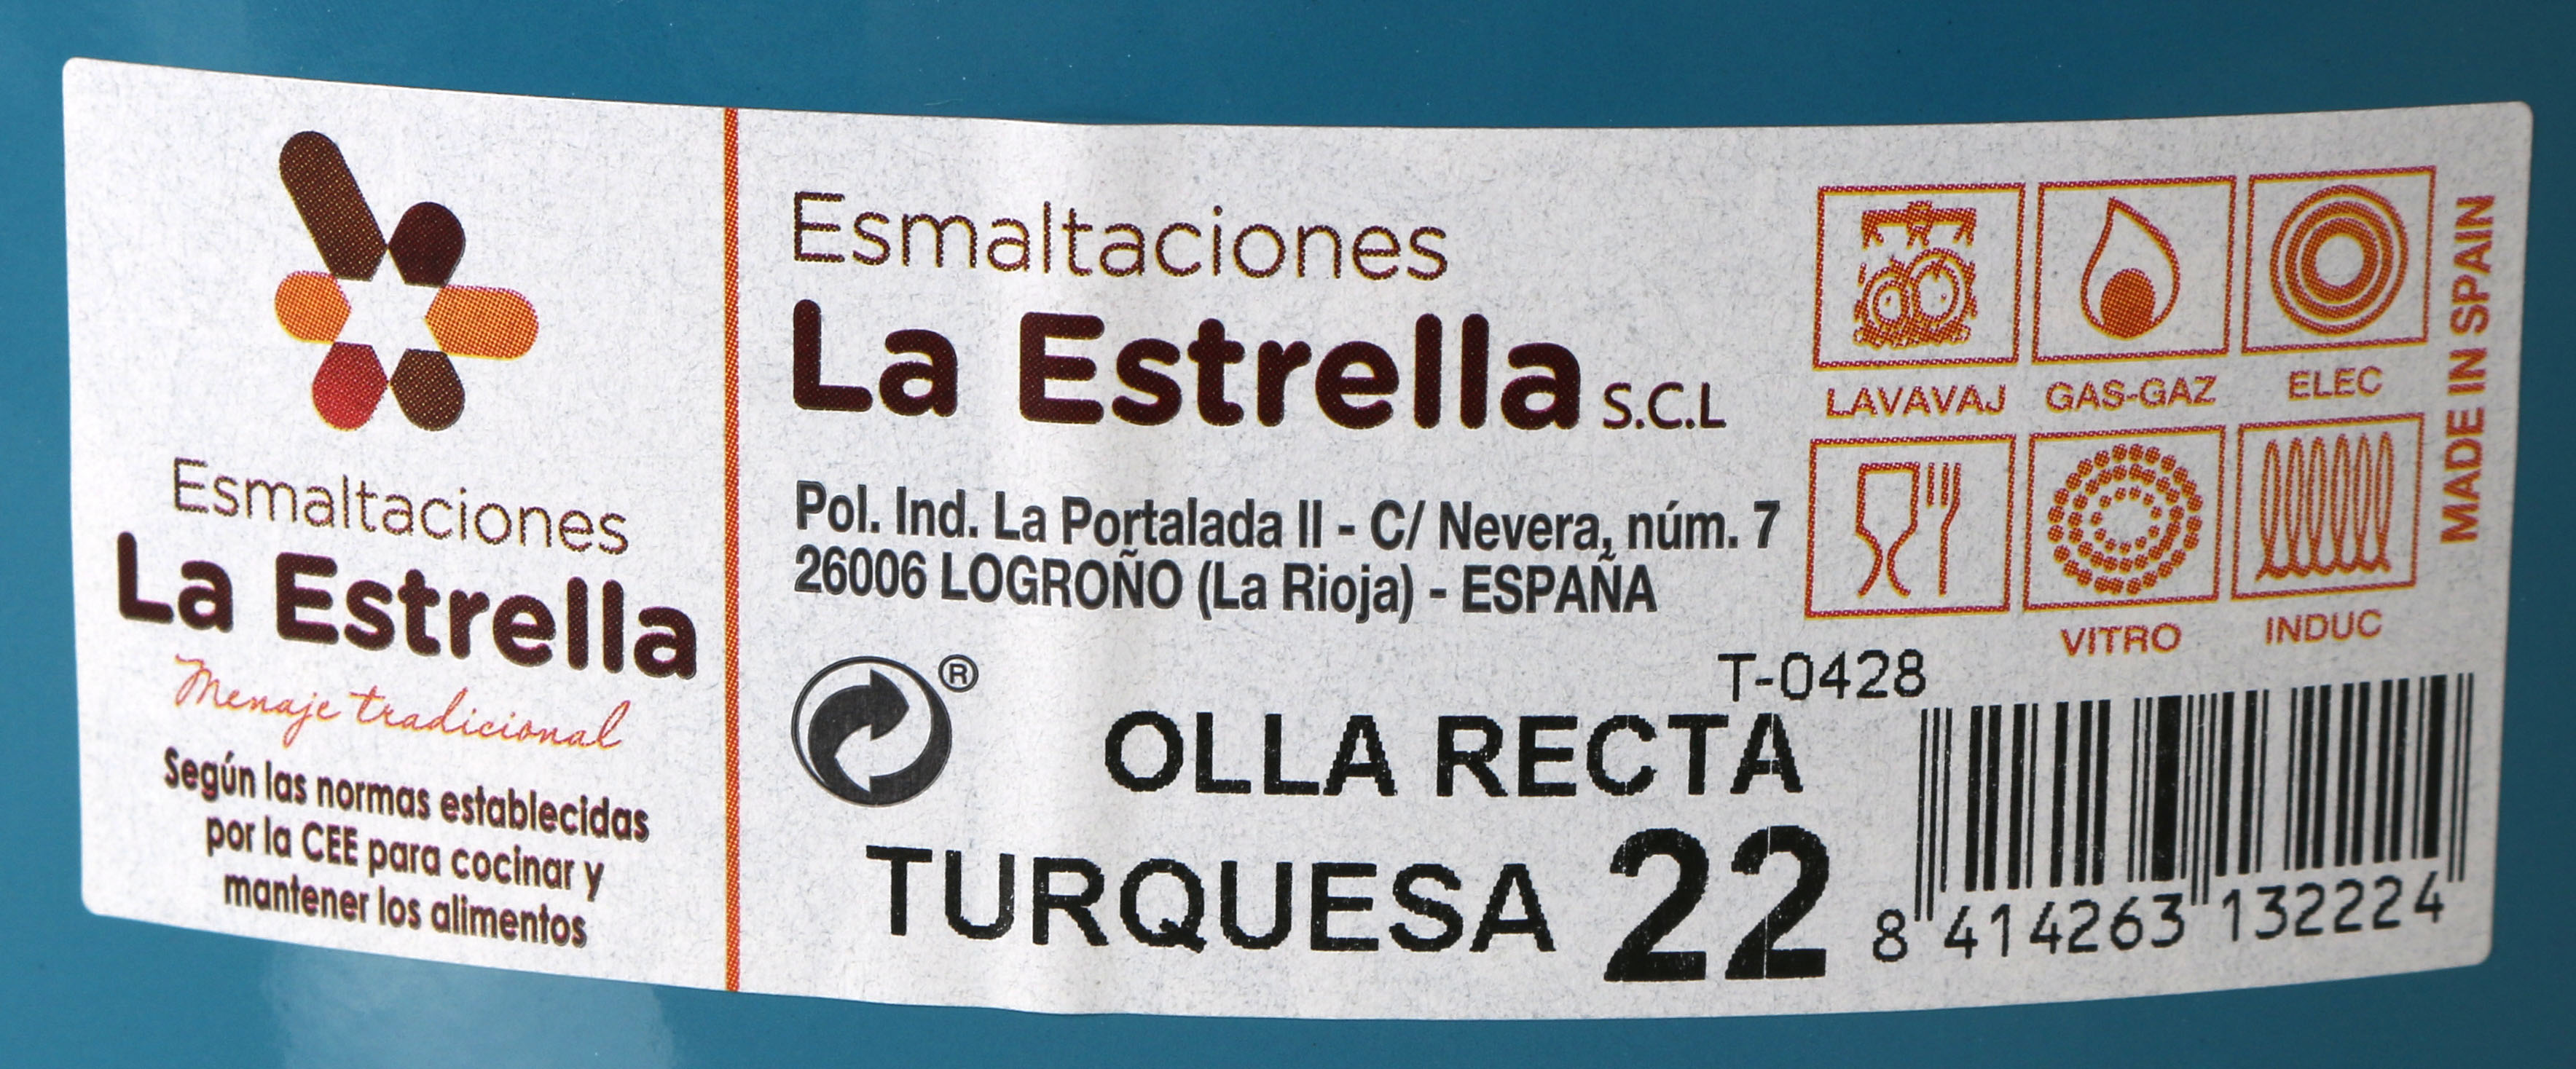 Esmaltaciones
La Estrella
Menaje tradicional
Según las normas establecidas
por la CEE para cocinar y
mantener los alimentos
Esmaltaciones
La Estrella S.C.L
Pol. Ind. La Portalada II - C/ Nevera, núm. 7
26006 LOGROÑO (La Rioja) - ESPAÑA
®
OLLA RECTA
TURQUESA 22
LAVAVAJ GAS-GAZ ELEC
VITRO INDUC
MADE IN SPAIN
T-0428
8 414263 132224